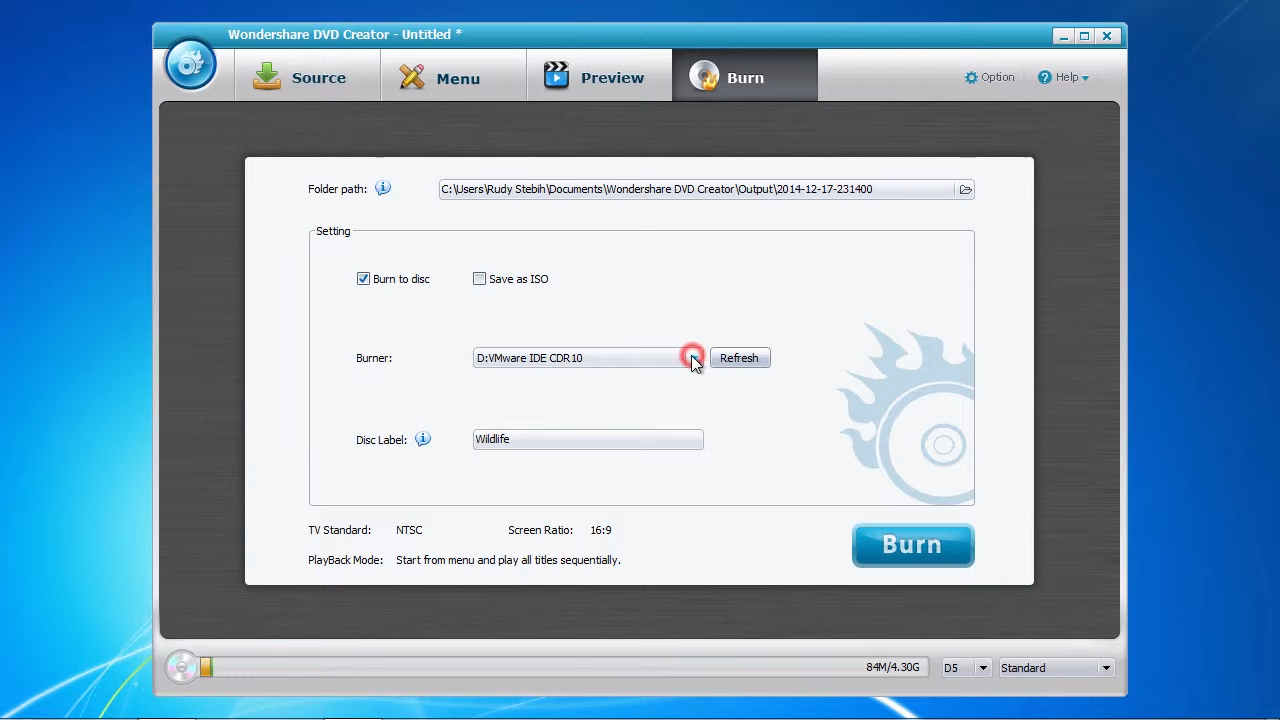 Wondershare DVD Creator - Untitled *
Source Menu Preview Burn Option Help
Folder path: C:\Users\Rudy Stebih\Documents\Wondershare DVD Creator\Output\2014-12-17-231400
Setting
Burn to disc Save as ISO
Burner: D:VMware IDE CDR10 Refresh
Disc Label: Wildlife
TV Standard: NTSC Screen Ratio: 16:9
Burn
PlayBack Mode: Start from menu and play all titles sequentially.
84M/4.30G D5 Standard